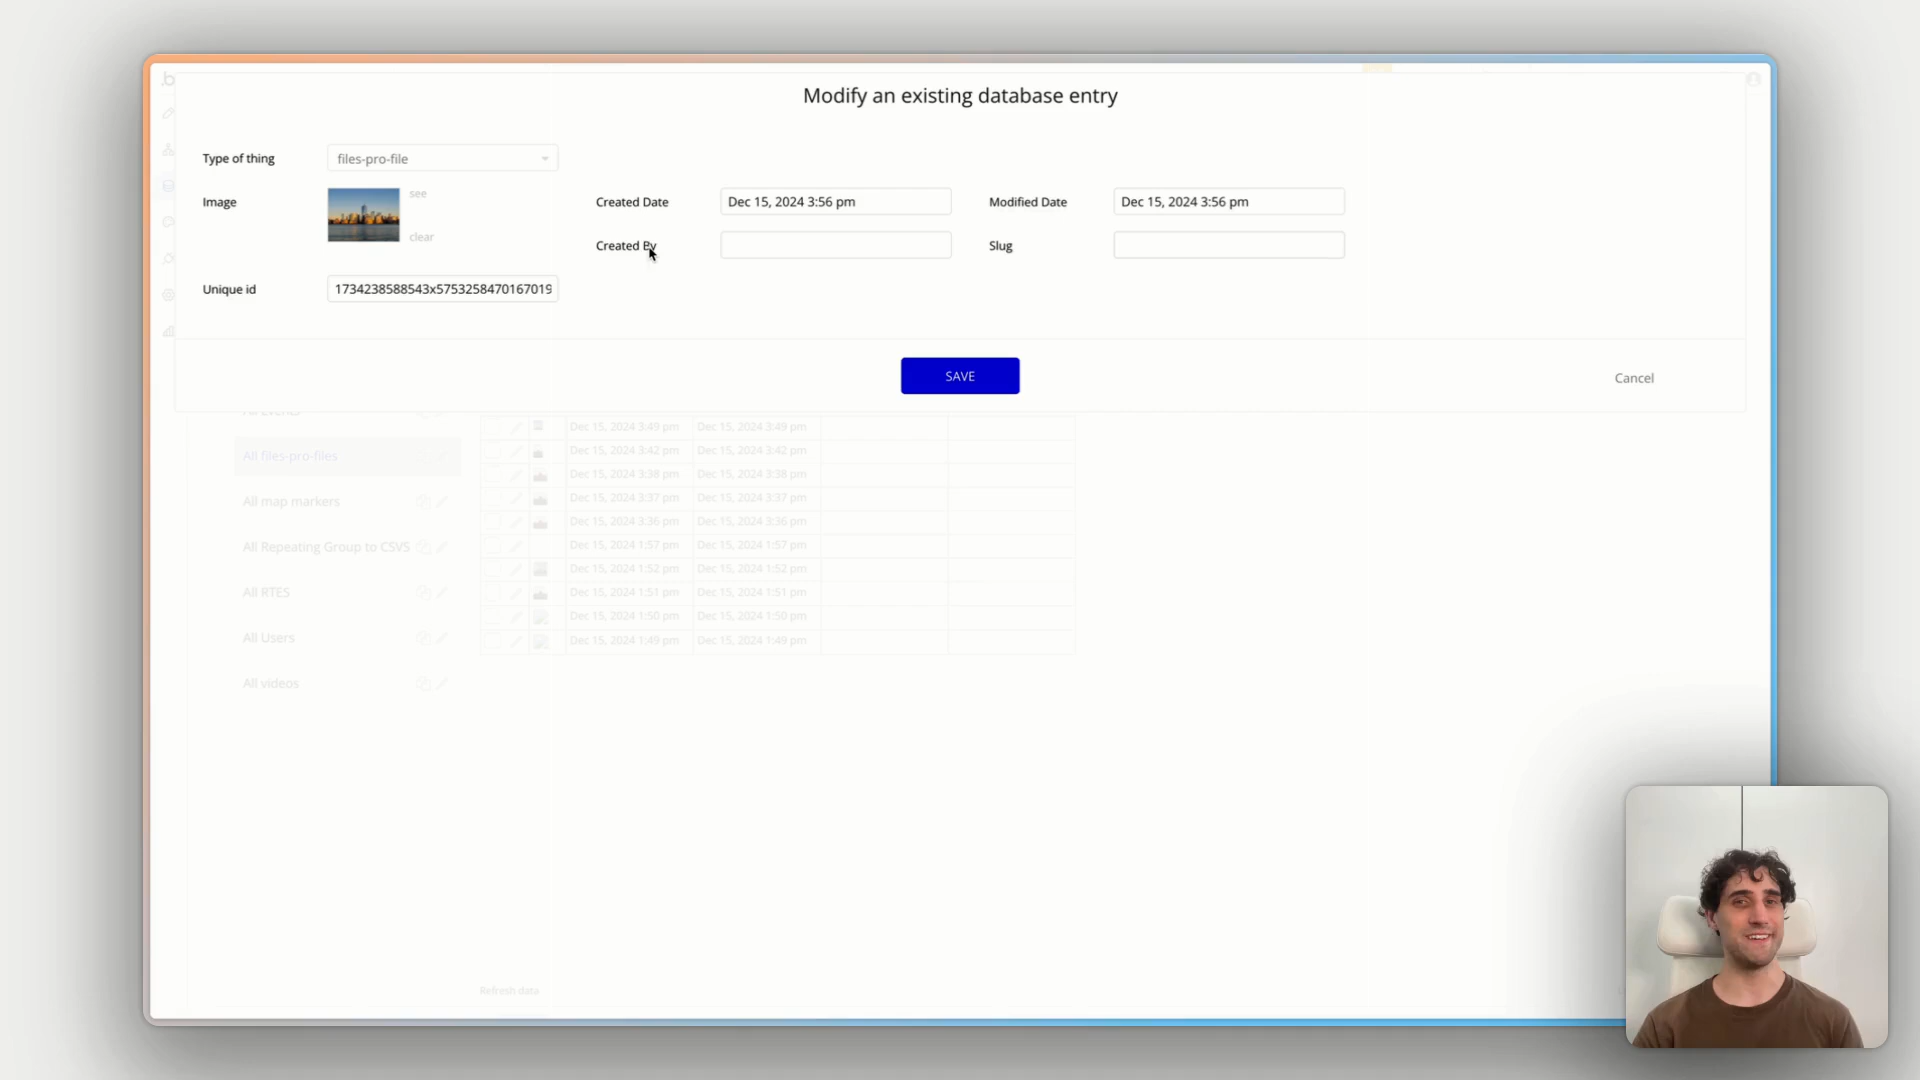 Modify an existing database entry
Type of thing files-pro-file
Image see Created Date Dec 15, 2024 3:56 pm Modified Date Dec 15, 2024 3:56 pm
clear Created By Slug
Unique id 1734238588543x5753258470167019
SAVE Cancel
All files-pro-files
All map markers
All Repeating Group to CSVS
All RTES
All Users
All videos
Dec 15, 2024 3:49 pm Dec 15, 2024 3:49 pm
Dec 15, 2024 3:42 pm Dec 15, 2024 3:42 pm
Dec 15, 2024 3:38 pm Dec 15, 2024 3:38 pm
Dec 15, 2024 3:37 pm Dec 15, 2024 3:37 pm
Dec 15, 2024 3:36 pm Dec 15, 2024 3:36 pm
Dec 15, 2024 1:57 pm Dec 15, 2024 1:57 pm
Dec 15, 2024 1:52 pm Dec 15, 2024 1:52 pm
Dec 15, 2024 1:51 pm Dec 15, 2024 1:51 pm
Dec 15, 2024 1:50 pm Dec 15, 2024 1:50 pm
Dec 15, 2024 1:49 pm Dec 15, 2024 1:49 pm
Refresh data